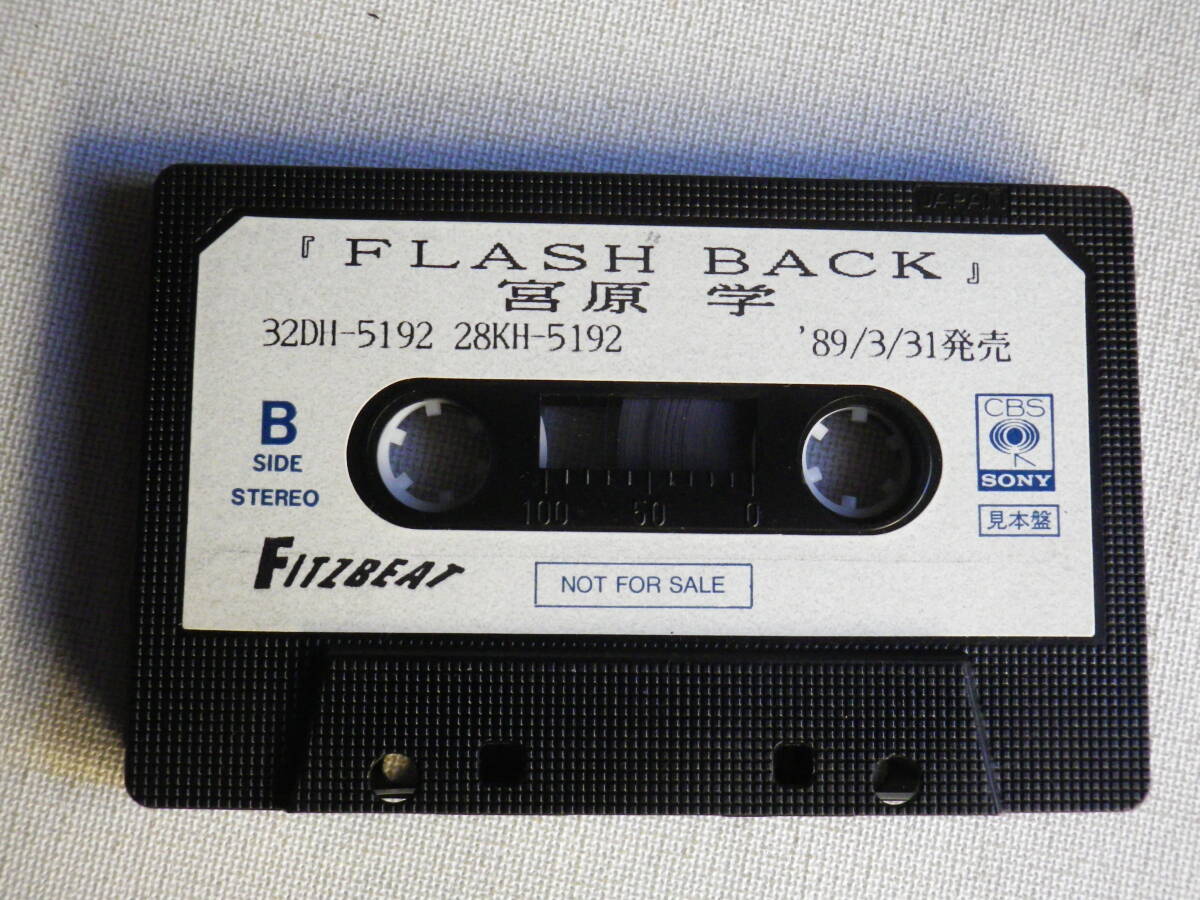 JAPAN
『FLASH BACK』
宮原 学
32DH-5192 28KH-5192 '89/3/31発売
B
SIDE
STEREO
100 50 0
CBS
SONY
見本盤
FITZBEAT
NOT FOR SALE